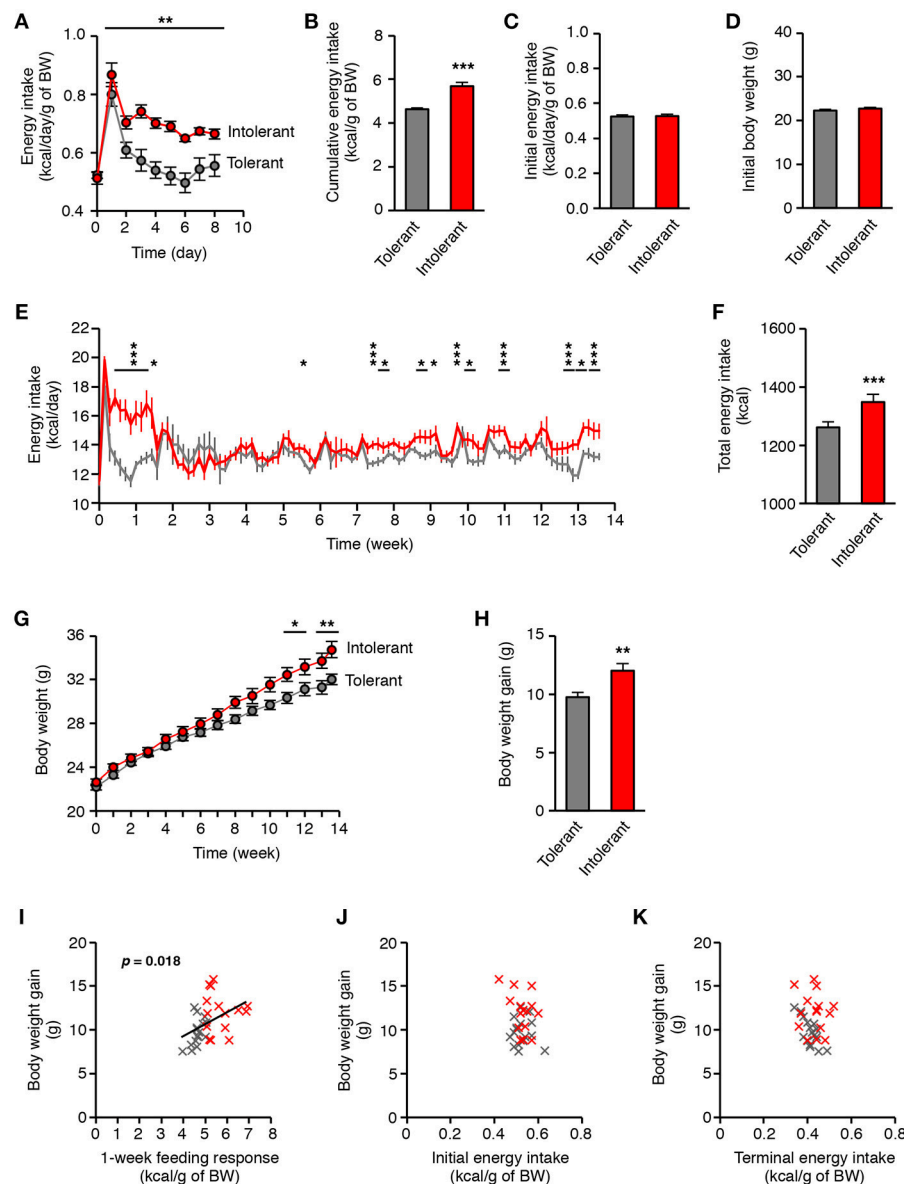 A
**
Energy intake
(kcal/day/g of BW)
1.0
0.8
0.6
0.4
0 2 4 6 8 10
Time (day)
Intolerant
Tolerant
B
Cumulative energy intake
(kcal/g of BW)
8
6
4
2
0
***
Tolerant
Intolerant
C
Initial energy intake
(kcal/day/g of BW)
1.0
0.8
0.6
0.4
0.2
0.0
Tolerant
Intolerant
D
Initial body weight (g)
40
30
20
10
0
Tolerant
Intolerant
E
Energy intake
(kcal/day)
22
20
18
16
14
12
10
*** * * *** * * * *** * *** *** * ***
0 1 2 3 4 5 6 7 8 9 10 11 12 13 14
Time (week)
F
Total energy intake
(kcal)
1600
1400
1200
1000
***
Tolerant
Intolerant
G
Body weight (g)
36
32
28
24
20
* **
Intolerant
Tolerant
0 2 4 6 8 10 12 14
Time (week)
H
Body weight gain (g)
15
10
5
0
**
Tolerant
Intolerant
I
Body weight gain
(g)
20
15
10
5
0
p = 0.018
0 1 2 3 4 5 6 7 8
1-week feeding response
(kcal/g of BW)
J
Body weight gain
(g)
20
15
10
5
0
0 0.2 0.4 0.6 0.8
Initial energy intake
(kcal/g of BW)
K
Body weight gain
(g)
20
15
10
5
0
0 0.2 0.4 0.6 0.8
Terminal energy intake
(kcal/g of BW)